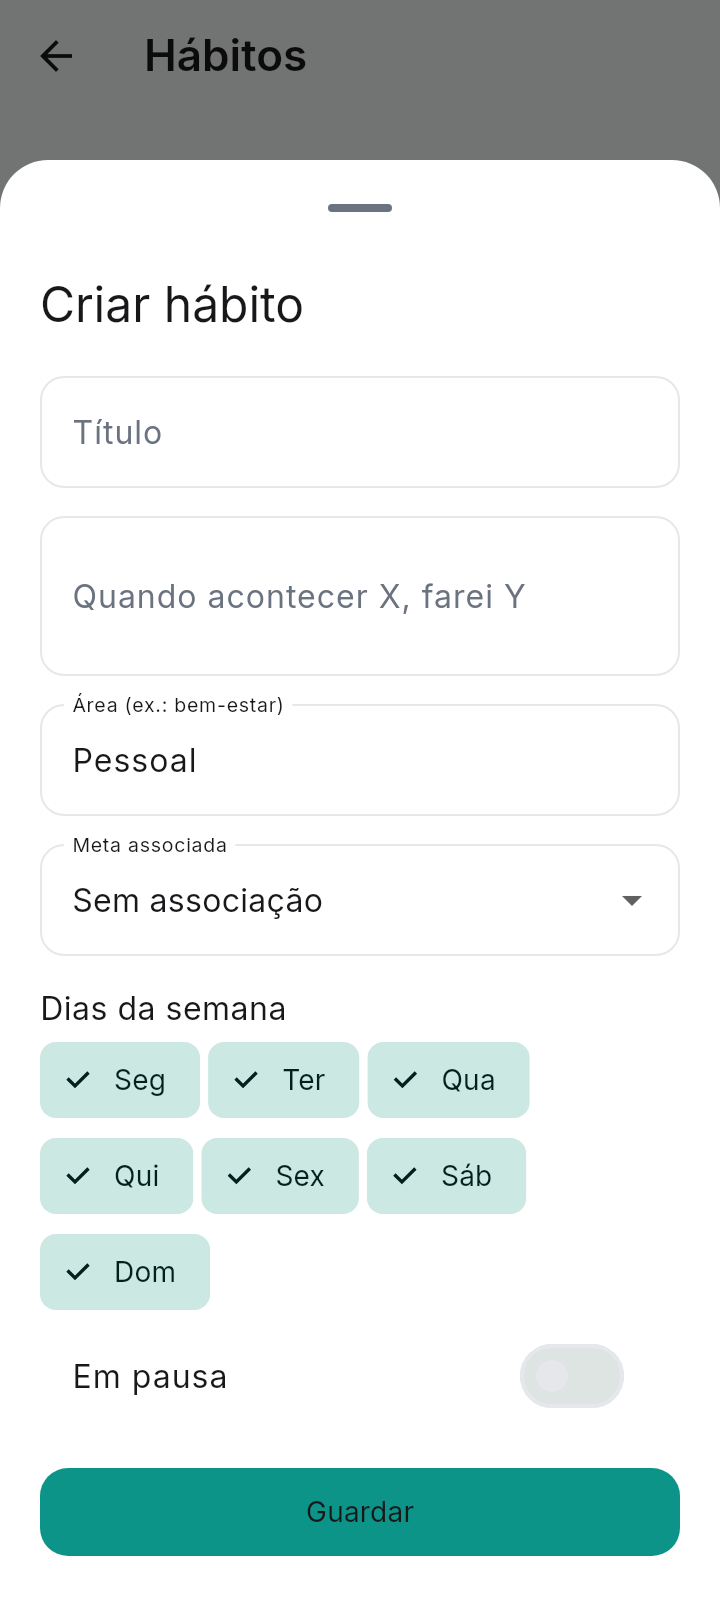 Hábitos
Criar hábito
Título
Quando acontecer X, farei Y
Área (ex.: bem-estar)
Pessoal
Meta associada
Sem associação
Dias da semana
Seg Ter Qua
Qui Sex Sáb
Dom
Em pausa
Guardar